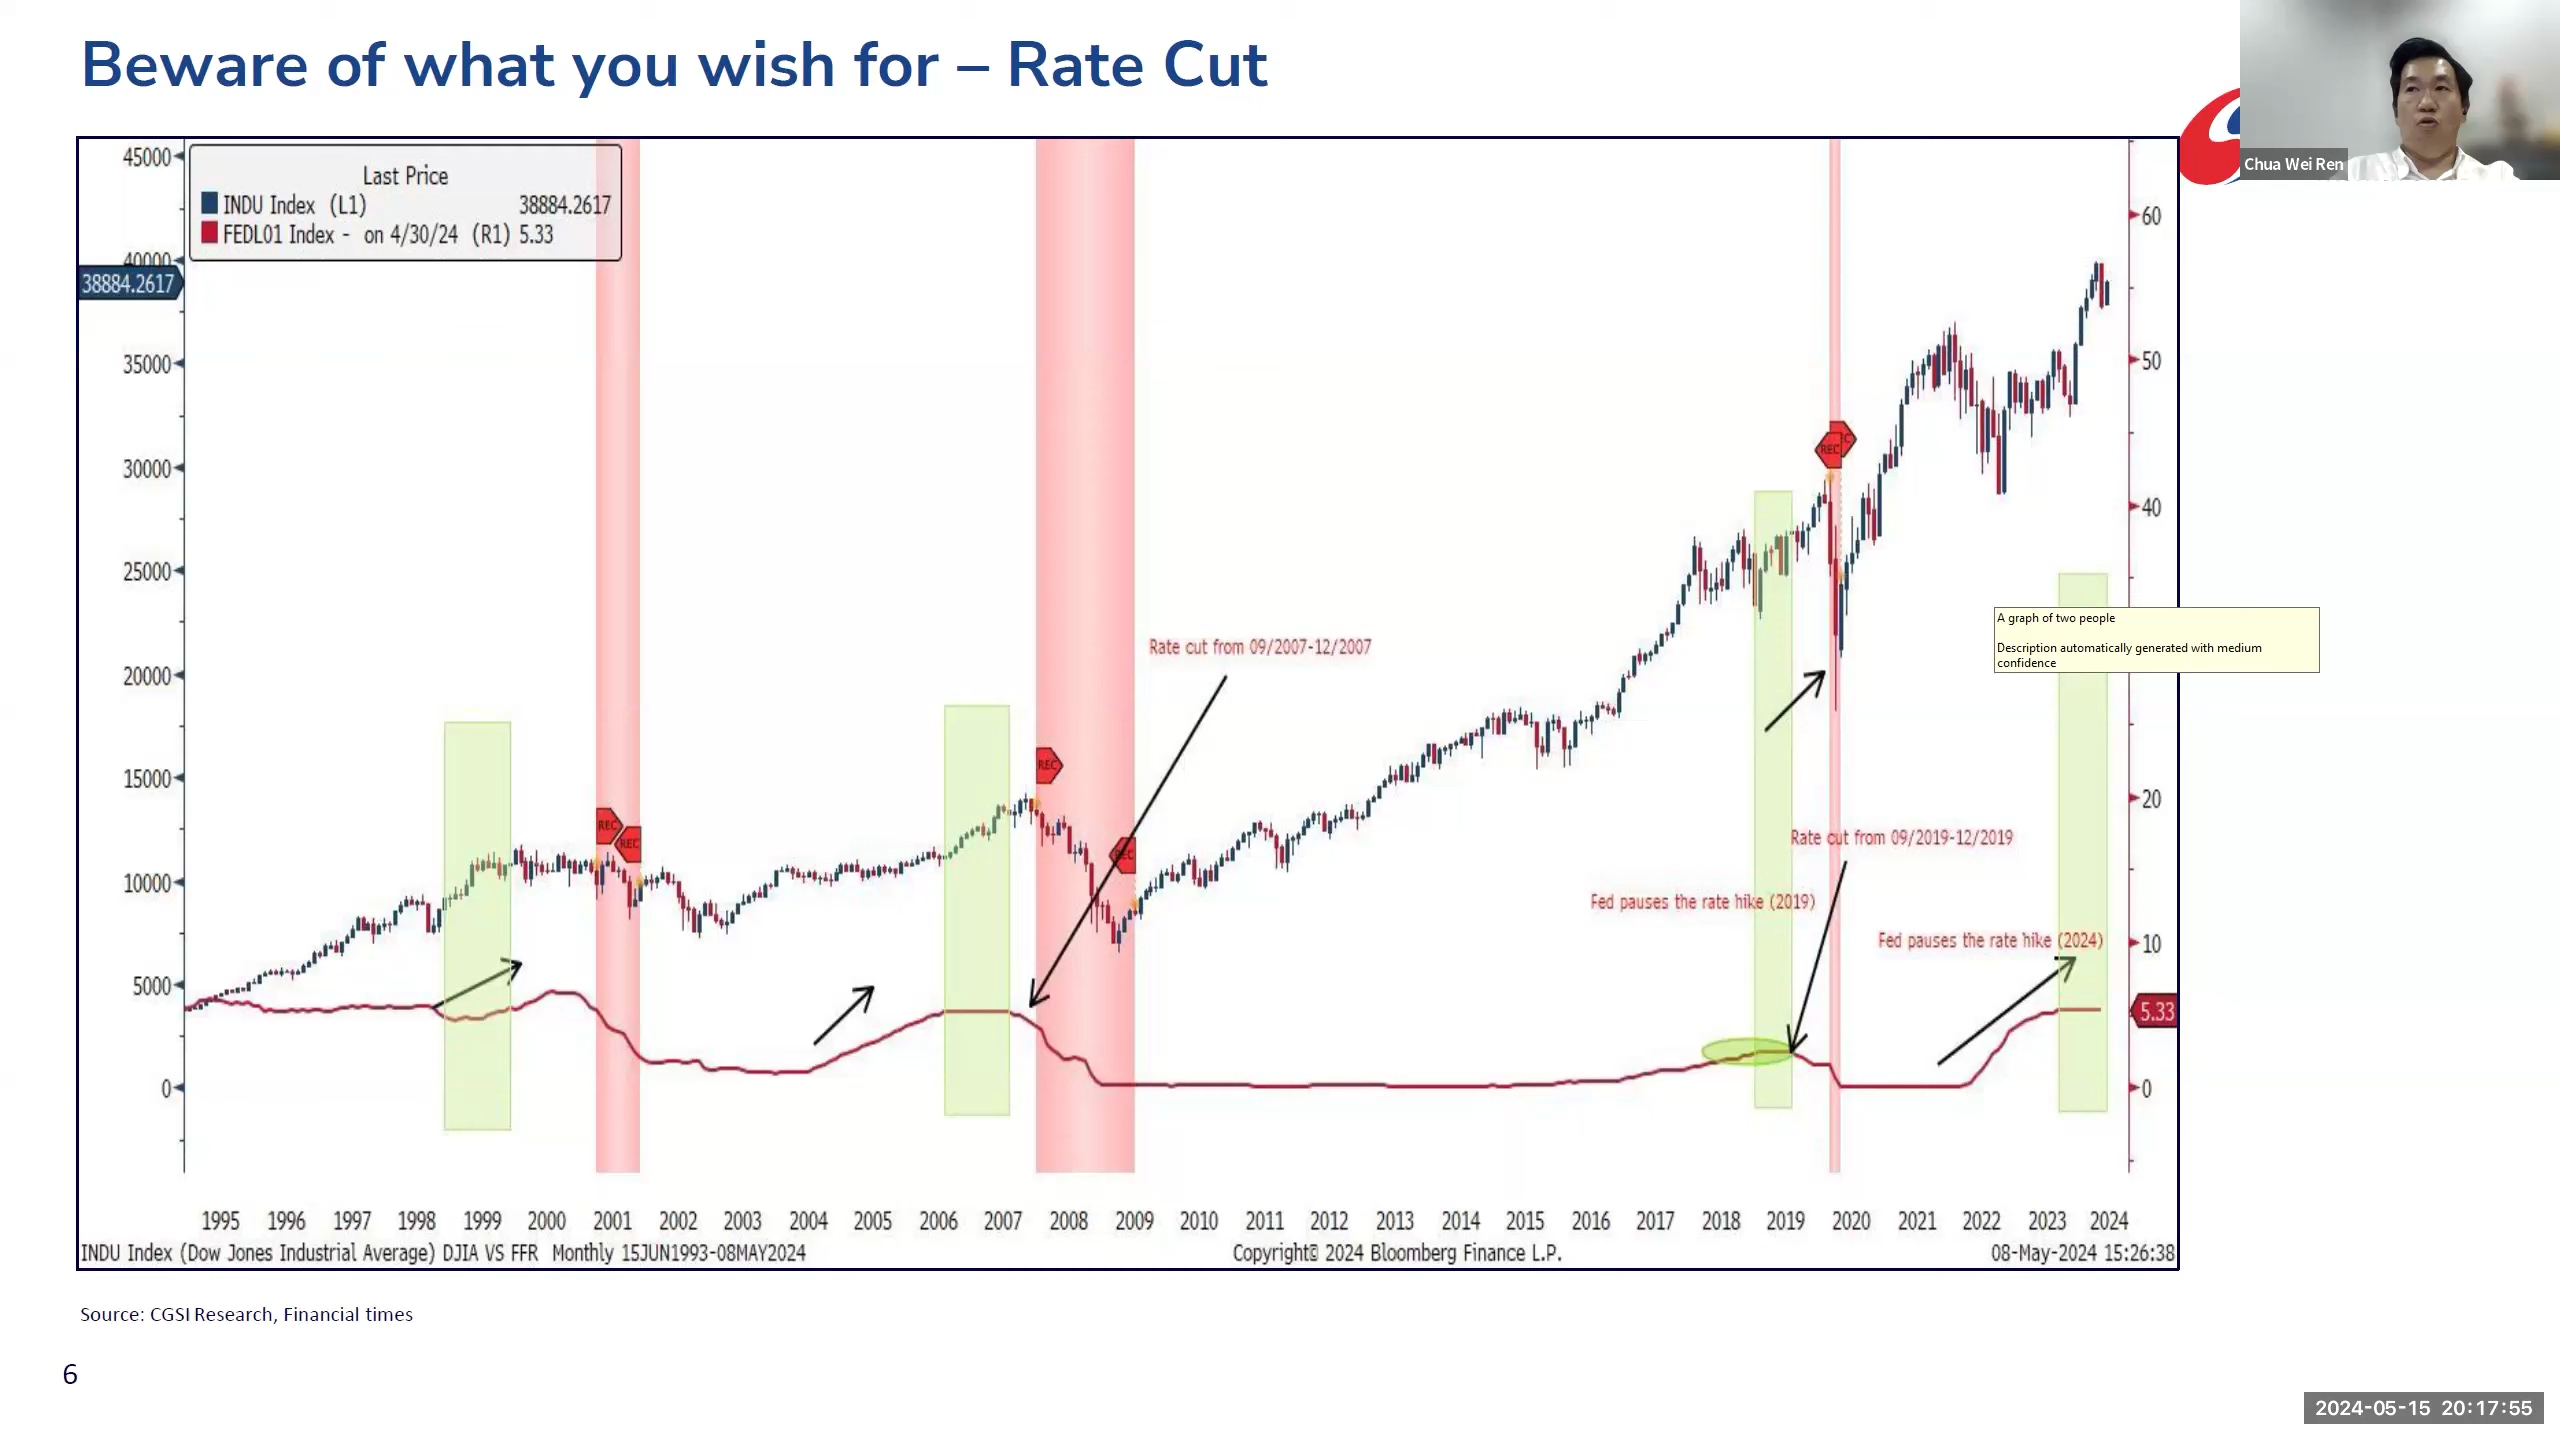 Beware of what you wish for – Rate Cut
Chua Wei Ren
Last Price
INDU Index (L1) 38884.2617
FEDL01 Index - on 4/30/24 (R1) 5.33
45000
40000
38884.2617
35000
30000
25000
20000
15000
10000
5000
0
60
50
40
20
10
5.33
0
REC
REC
REC
REC
REC
Rate cut from 09/2007-12/2007
Rate cut from 09/2019-12/2019
Fed pauses the rate hike (2019)
Fed pauses the rate hike (2024)
A graph of two people
Description automatically generated with medium
confidence
1995 1996 1997 1998 1999 2000 2001 2002 2003 2004 2005 2006 2007 2008 2009 2010 2011 2012 2013 2014 2015 2016 2017 2018 2019 2020 2021 2022 2023 2024
INDU Index (Dow Jones Industrial Average) DJIA VS FFR Monthly 15JUN1993-08MAY2024 Copyright© 2024 Bloomberg Finance L.P. 08-May-2024 15:26:38
Source: CGSI Research, Financial times
6
2024-05-15 20:17:55